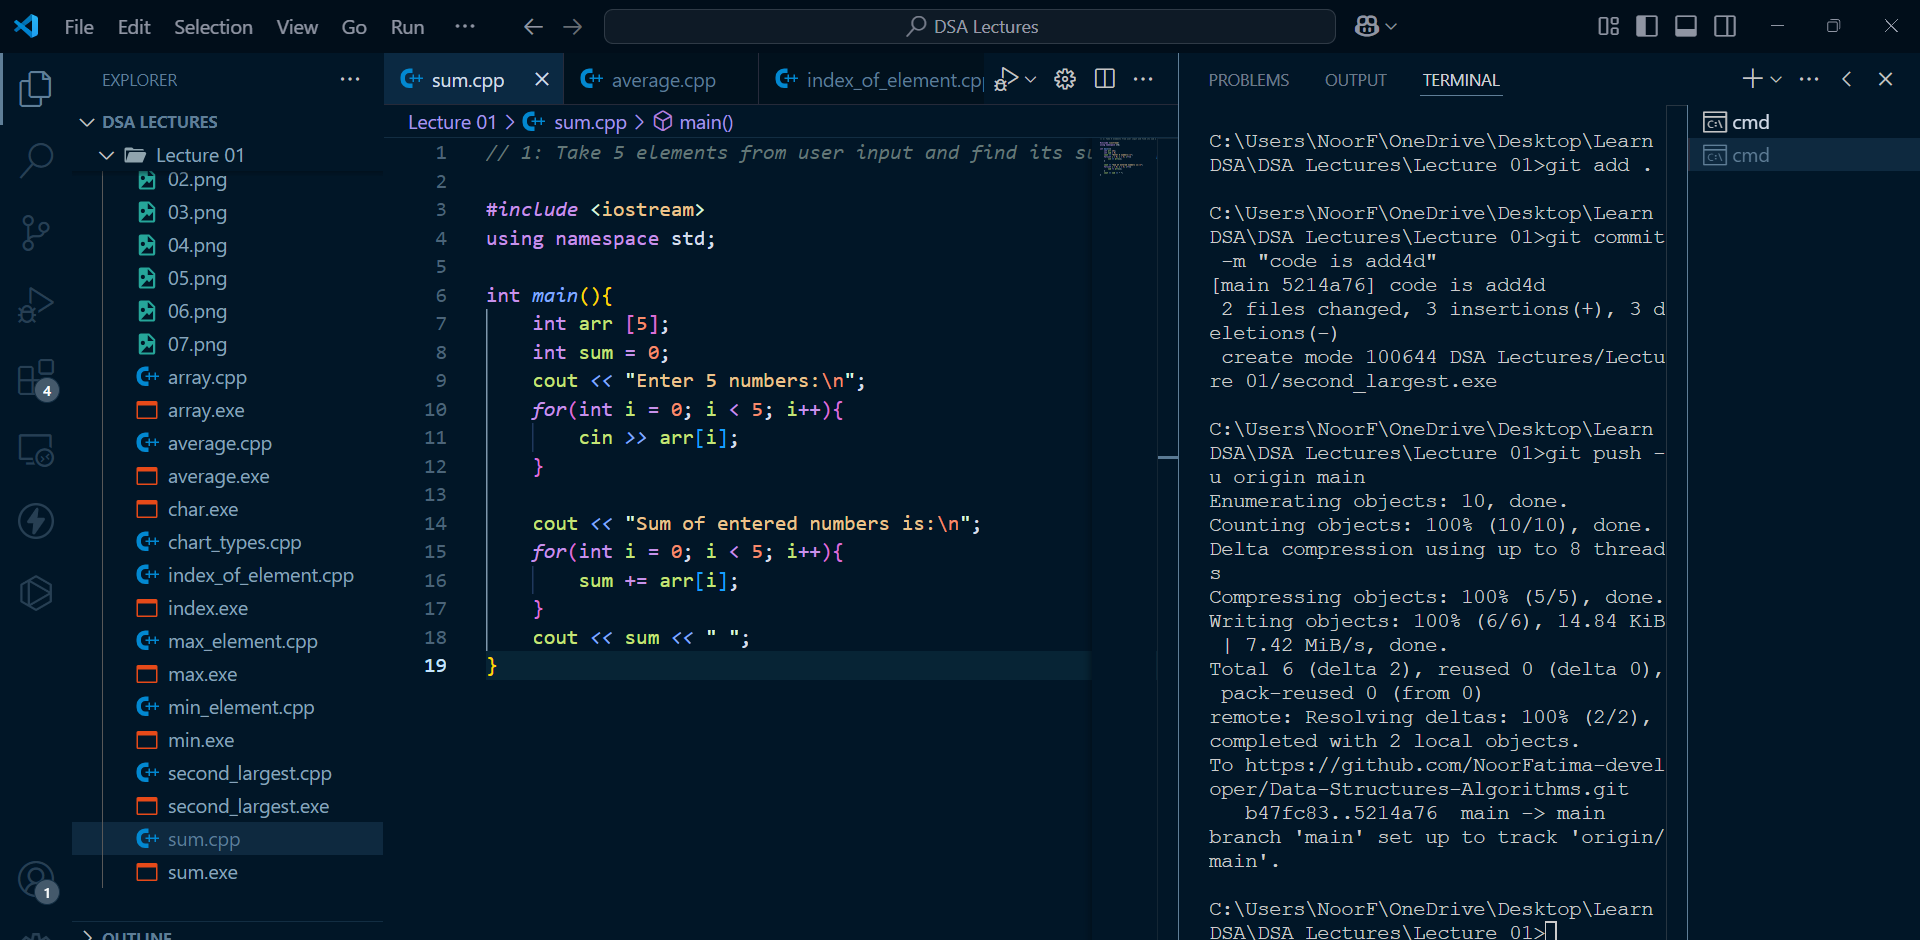 File Edit Selection View Go Run ··· DSA Lectures
EXPLORER ···
DSA LECTURES
Lecture 01
02.png
03.png
04.png
05.png
06.png
07.png
array.cpp
array.exe
average.cpp
average.exe
char.exe
chart_types.cpp
index_of_element.cpp
index.exe
max_element.cpp
max.exe
min_element.cpp
min.exe
second_largest.cpp
second_largest.exe
sum.cpp
sum.exe
OUTLINE
4
1
sum.cpp average.cpp index_of_element.cpp
Lecture 01 > sum.cpp > main()
1 // 1: Take 5 elements from user input and find its su
2
3 #include <iostream>
4 using namespace std;
5
6 int main(){
7 int arr [5];
8 int sum = 0;
9 cout << "Enter 5 numbers:\n";
10 for(int i = 0; i < 5; i++){
11 cin >> arr[i];
12 }
13
14 cout << "Sum of entered numbers is:\n";
15 for(int i = 0; i < 5; i++){
16 sum += arr[i];
17 }
18 cout << sum << " ";
19 }
PROBLEMS OUTPUT TERMINAL
cmd
cmd
C:\Users\NoorF\OneDrive\Desktop\Learn
DSA\DSA Lectures\Lecture 01>git add .
C:\Users\NoorF\OneDrive\Desktop\Learn
DSA\DSA Lectures\Lecture 01>git commit
-m "code is add4d"
[main 5214a76] code is add4d
2 files changed, 3 insertions(+), 3 d
eletions(-)
create mode 100644 DSA Lectures/Lectu
re 01/second_largest.exe
C:\Users\NoorF\OneDrive\Desktop\Learn
DSA\DSA Lectures\Lecture 01>git push -
u origin main
Enumerating objects: 10, done.
Counting objects: 100% (10/10), done.
Delta compression using up to 8 thread
s
Compressing objects: 100% (5/5), done.
Writing objects: 100% (6/6), 14.84 KiB
| 7.42 MiB/s, done.
Total 6 (delta 2), reused 0 (delta 0),
pack-reused 0 (from 0)
remote: Resolving deltas: 100% (2/2),
completed with 2 local objects.
To https://github.com/NoorFatima-devel
oper/Data-Structures-Algorithms.git
b47fc83..5214a76 main -> main
branch 'main' set up to track 'origin/
main'.
C:\Users\NoorF\OneDrive\Desktop\Learn
DSA\DSA Lectures\Lecture 01>